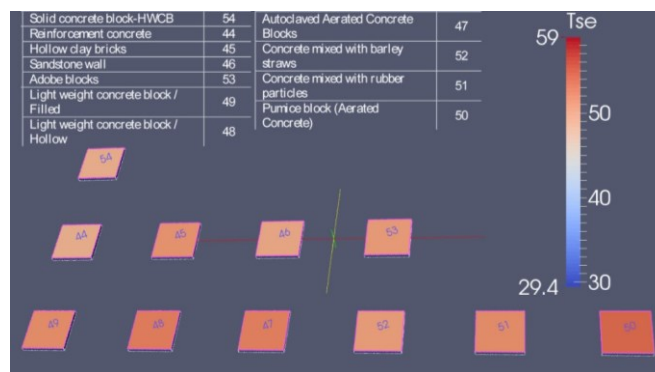 Solid concrete block-HWCB 54
Reinforcement concrete 44
Hollow clay bricks 45
Sandstone wall 46
Adobe blocks 53
Light weight concrete block /
Filled 49
Light weight concrete block /
Hollow 48
Autoclaved Aerated Concrete
Blocks 47
Concrete mixed with barley
straws 52
Concrete mixed with rubber
particles 51
Pumice block (Aerated
Concrete) 50
Tse
59
50
40
30
29.4
54
44 45 46 53
49 48 47 52 51 50